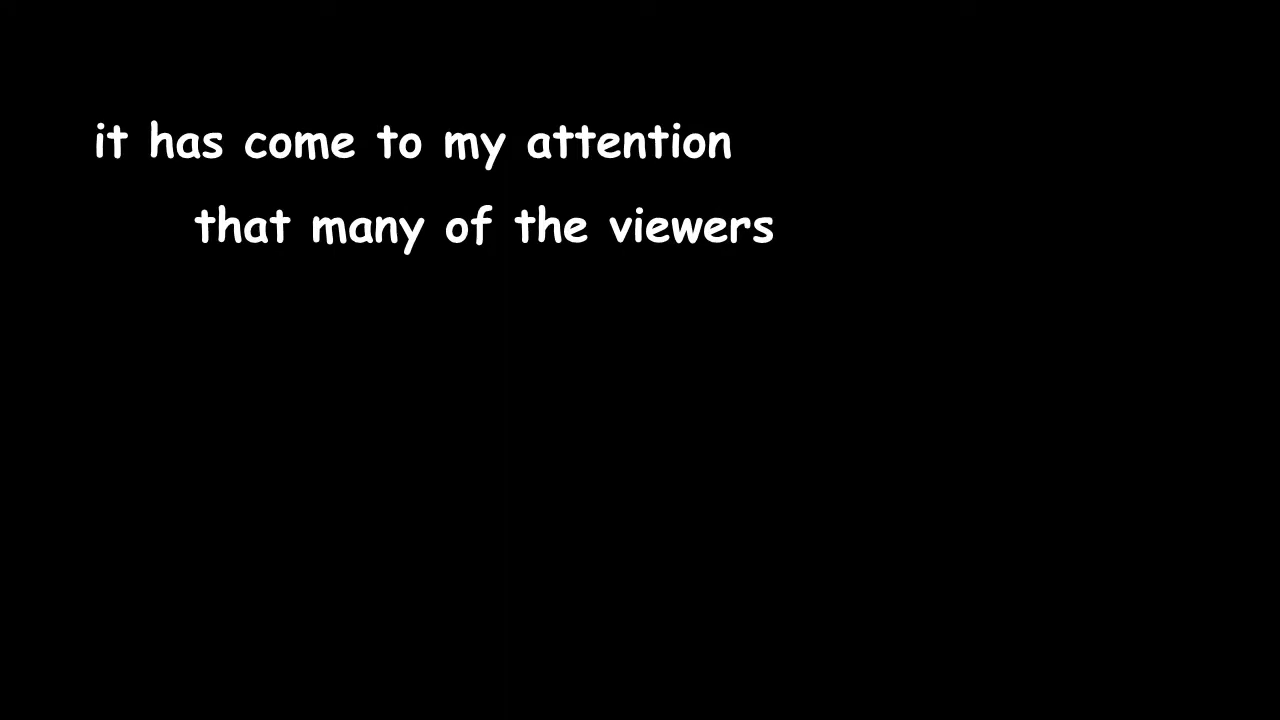 it has come to my attention
that many of the viewers